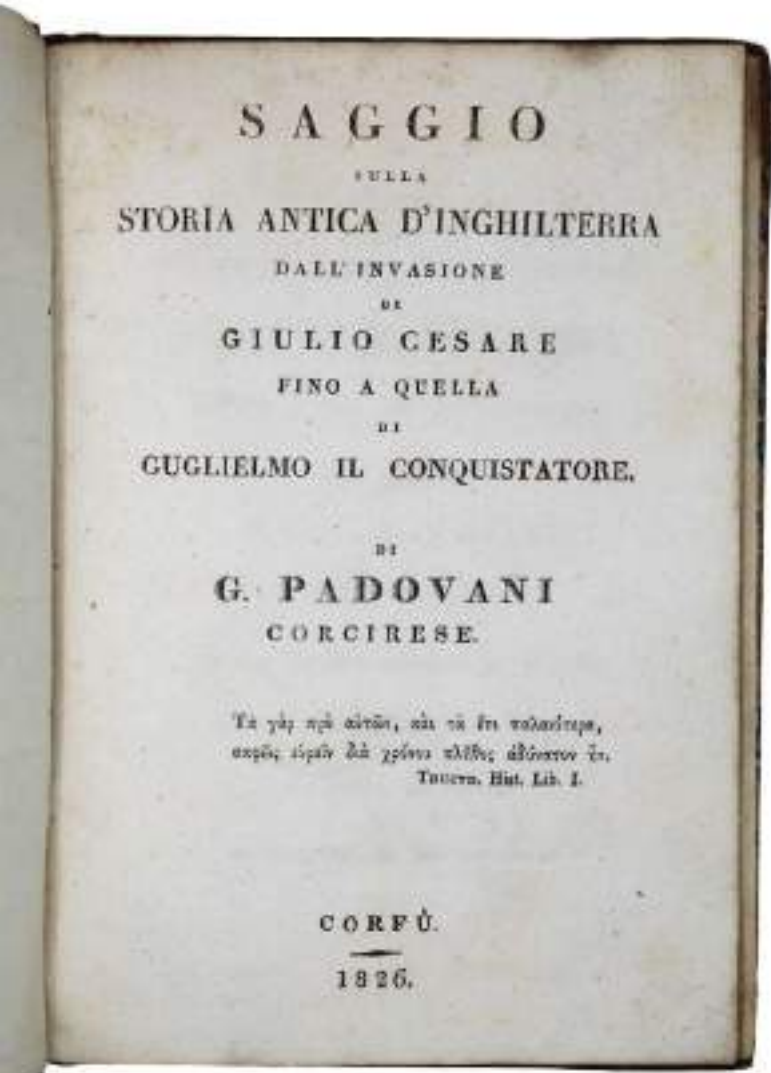 SAGGIO
SULLA
STORIA ANTICA D'INGHILTERRA
DALL'INVASIONE
DI
GIULIO CESARE
FINO A QUELLA
DI
GUGLIELMO IL CONQUISTATORE.
DI
G. PADOVANI
CORCIRESE.
Τὰ γὰρ πρὸ αὐτῶν, καὶ τὰ ἔτι παλαιότερα,
σαφῶς εὑρεῖν διὰ χρόνου πλῆθος ἀδύνατον ἦν.
THUCYD. Hist. Lib. I.
CORFÙ.
1826.